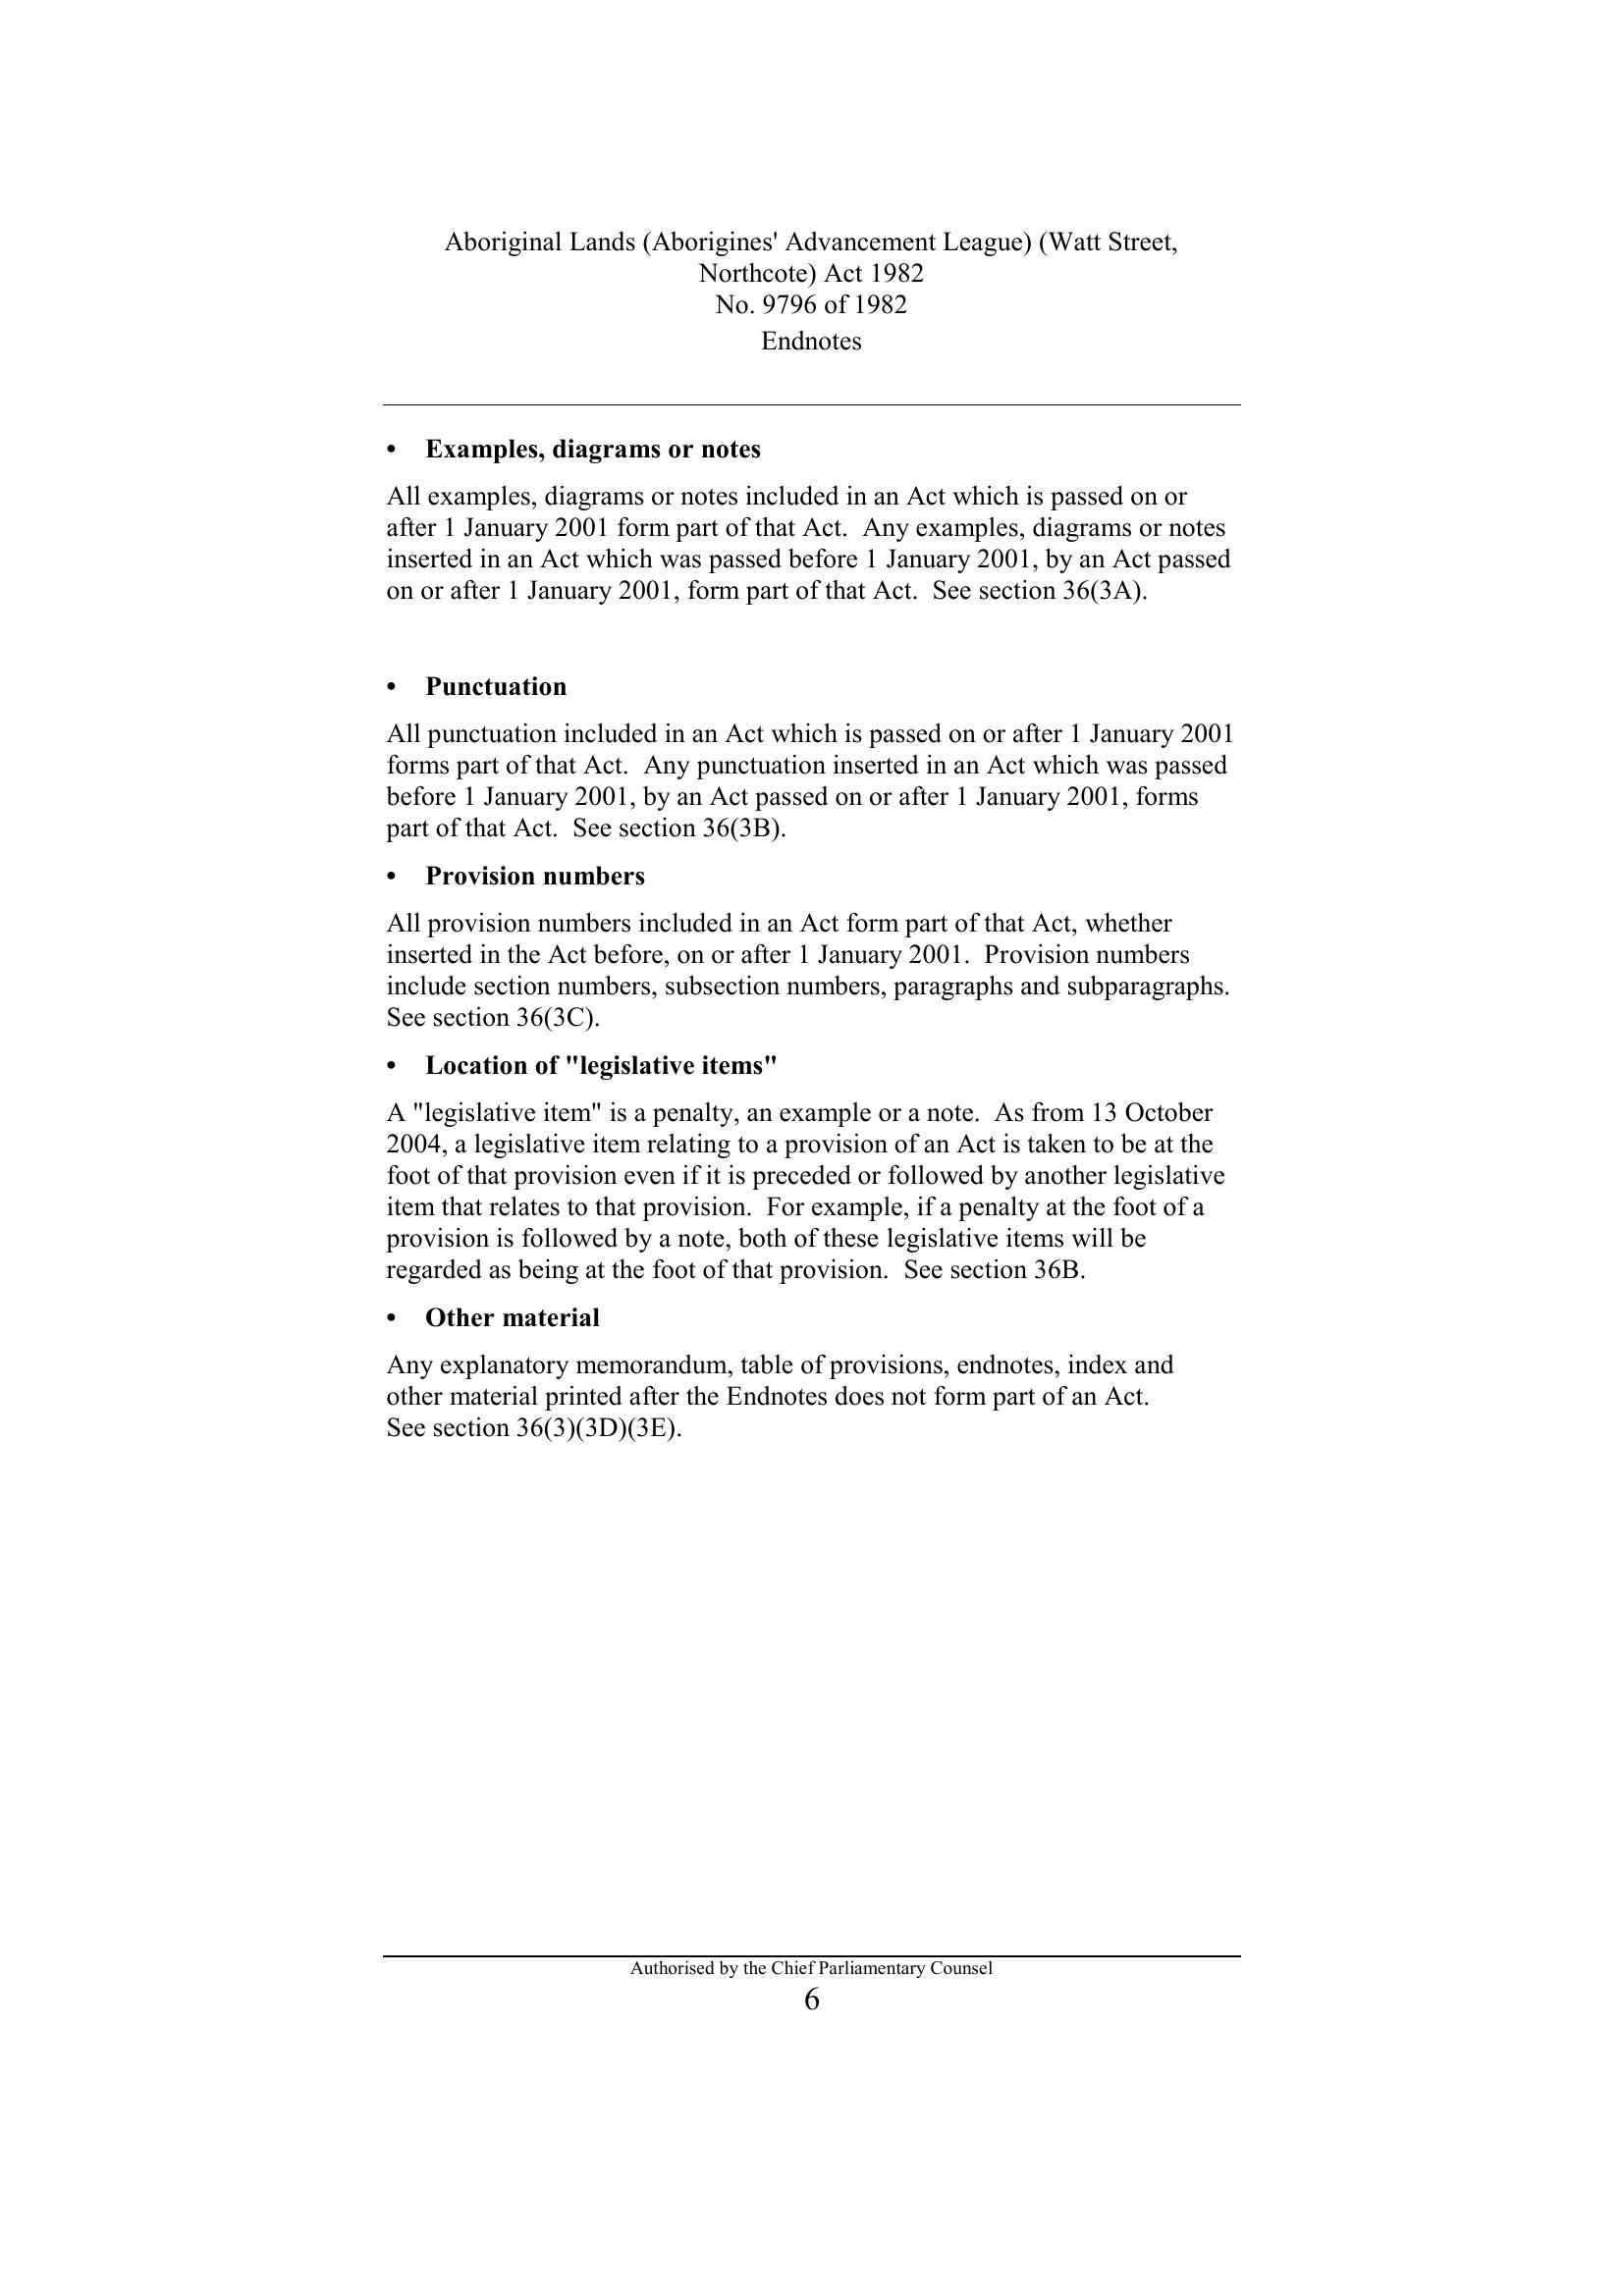 Aboriginal Lands (Aborigines' Advancement League) (Watt Street,
Northcote) Act 1982
No. 9796 of 1982
Endnotes
• Examples, diagrams or notes
All examples, diagrams or notes included in an Act which is passed on or
after 1 January 2001 form part of that Act.  Any examples, diagrams or notes
inserted in an Act which was passed before 1 January 2001, by an Act passed
on or after 1 January 2001, form part of that Act.  See section 36(3A).
• Punctuation
All punctuation included in an Act which is passed on or after 1 January 2001
forms part of that Act.  Any punctuation inserted in an Act which was passed
before 1 January 2001, by an Act passed on or after 1 January 2001, forms
part of that Act.  See section 36(3B).
• Provision numbers
All provision numbers included in an Act form part of that Act, whether
inserted in the Act before, on or after 1 January 2001.  Provision numbers
include section numbers, subsection numbers, paragraphs and subparagraphs.
See section 36(3C).
• Location of "legislative items"
A "legislative item" is a penalty, an example or a note.  As from 13 October
2004, a legislative item relating to a provision of an Act is taken to be at the
foot of that provision even if it is preceded or followed by another legislative
item that relates to that provision.  For example, if a penalty at the foot of a
provision is followed by a note, both of these legislative items will be
regarded as being at the foot of that provision.  See section 36B.
• Other material
Any explanatory memorandum, table of provisions, endnotes, index and
other material printed after the Endnotes does not form part of an Act.
See section 36(3)(3D)(3E).
Authorised by the Chief Parliamentary Counsel
6